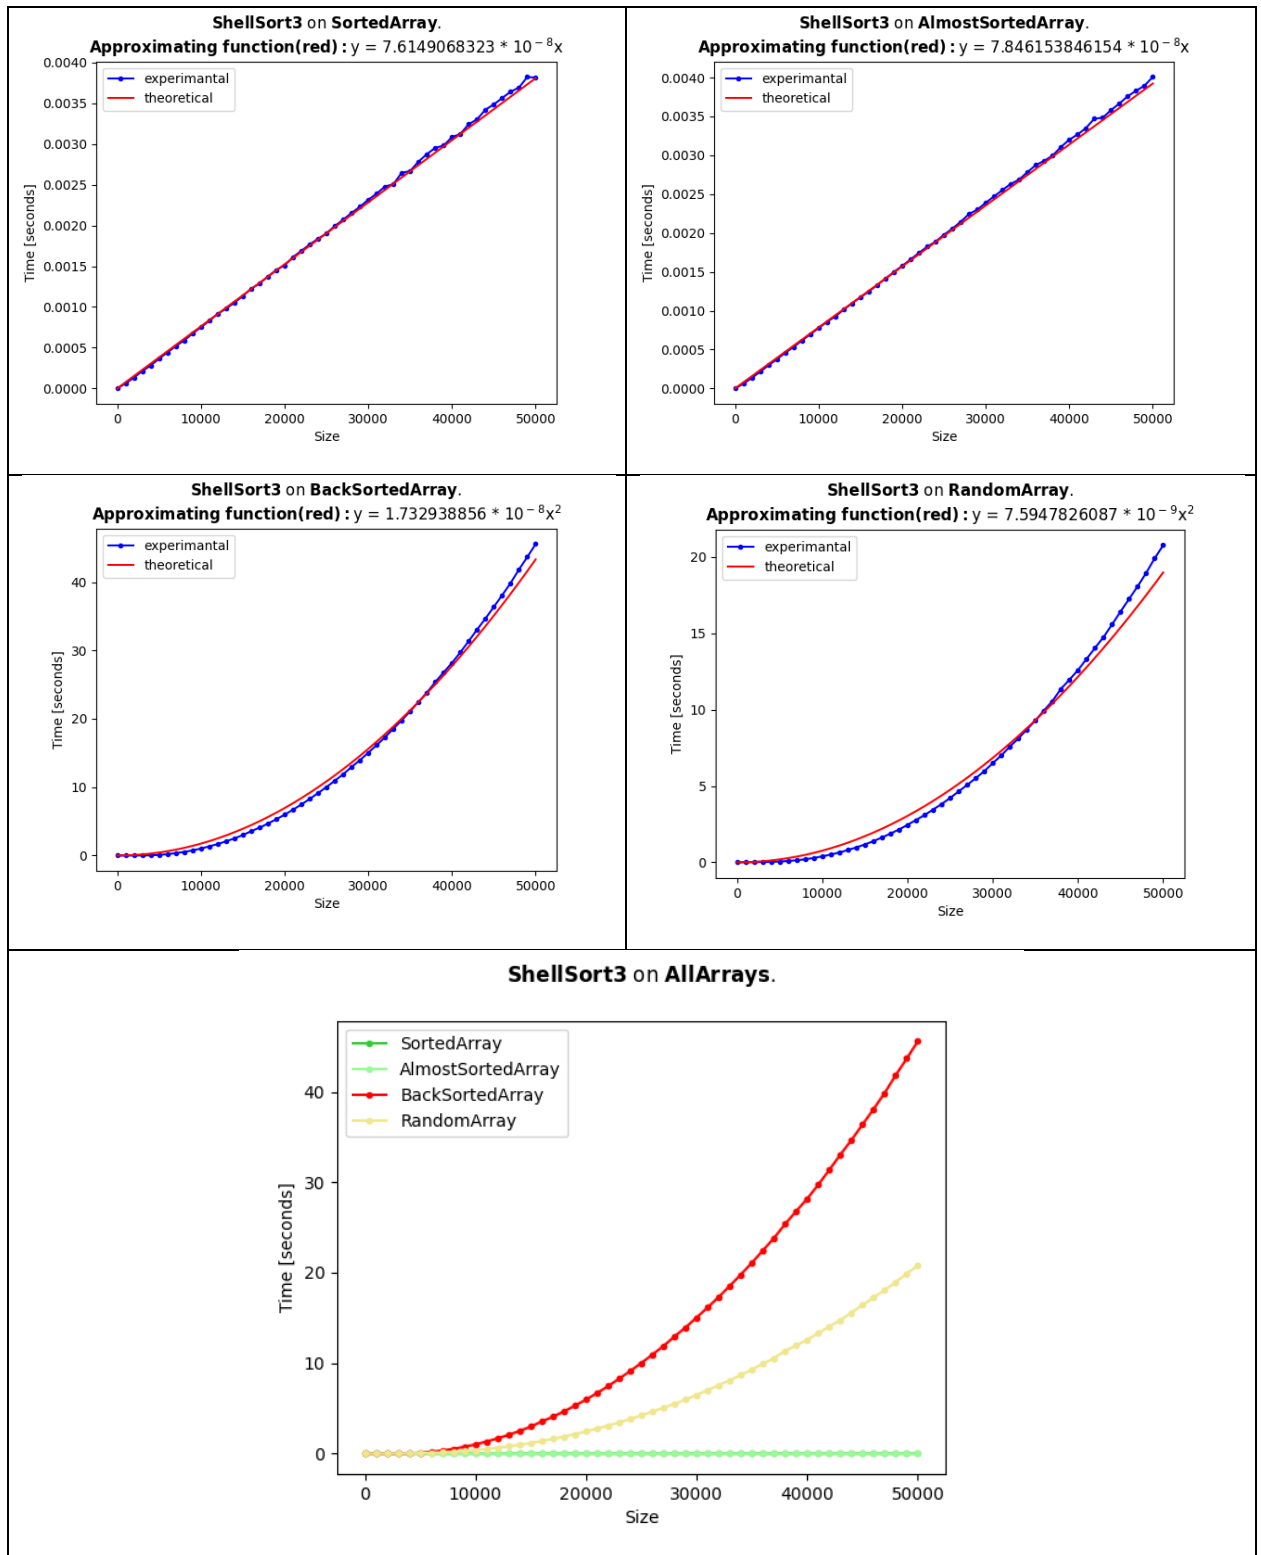 ShellSort3 on SortedArray.
Approximating function(red) : y = 7.6149068323 * 10⁻⁸x
experimantal
theoretical
0.0040
0.0035
0.0030
0.0025
0.0020
0.0015
0.0010
0.0005
0.0000
Time [seconds]
0 10000 20000 30000 40000 50000
Size
ShellSort3 on AlmostSortedArray.
Approximating function(red) : y = 7.846153846154 * 10⁻⁸x
experimantal
theoretical
0.0040
0.0035
0.0030
0.0025
0.0020
0.0015
0.0010
0.0005
0.0000
Time [seconds]
0 10000 20000 30000 40000 50000
Size
ShellSort3 on BackSortedArray.
Approximating function(red) : y = 1.732938856 * 10⁻⁸x²
experimantal
theoretical
40
30
20
10
0
Time [seconds]
0 10000 20000 30000 40000 50000
Size
ShellSort3 on RandomArray.
Approximating function(red) : y = 7.5947826087 * 10⁻⁹x²
experimantal
theoretical
20
15
10
5
0
Time [seconds]
0 10000 20000 30000 40000 50000
Size
ShellSort3 on AllArrays.
SortedArray
AlmostSortedArray
BackSortedArray
RandomArray
40
30
20
10
0
Time [seconds]
0 10000 20000 30000 40000 50000
Size